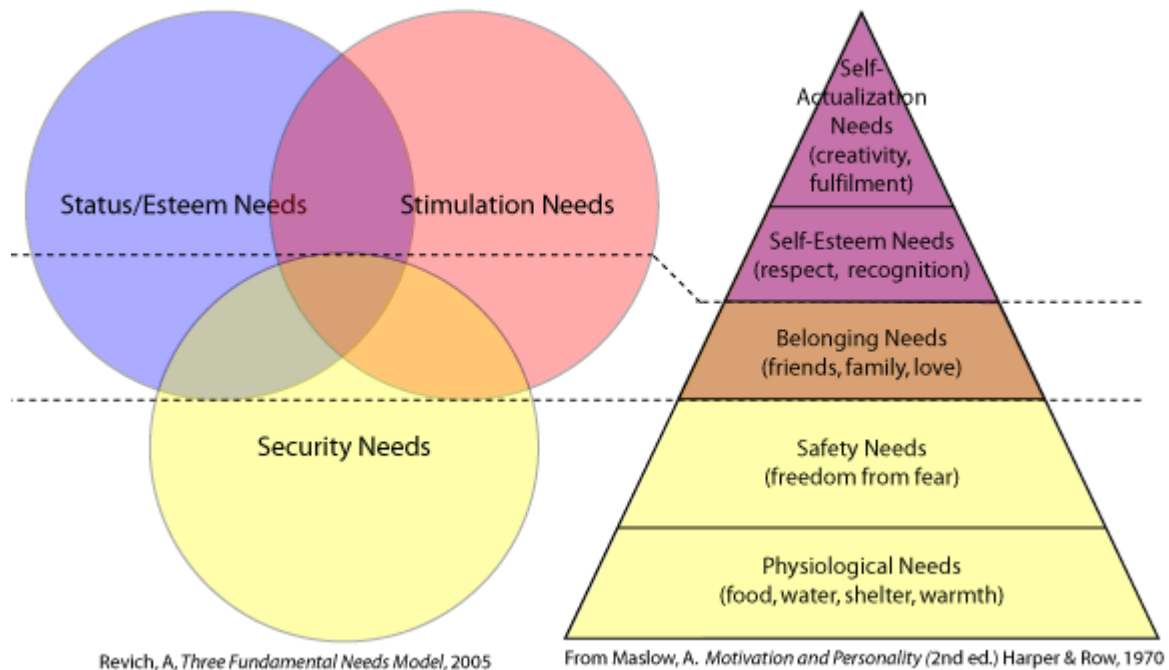 Status/Esteem Needs
Stimulation Needs
Security Needs
Revich, A, Three Fundamental Needs Model, 2005
Self-
Actualization
Needs
(creativity,
fulfilment)
Self-Esteem Needs
(respect, recognition)
Belonging Needs
(friends, family, love)
Safety Needs
(freedom from fear)
Physiological Needs
(food, water, shelter, warmth)
From Maslow, A. Motivation and Personality (2nd ed.) Harper & Row, 1970